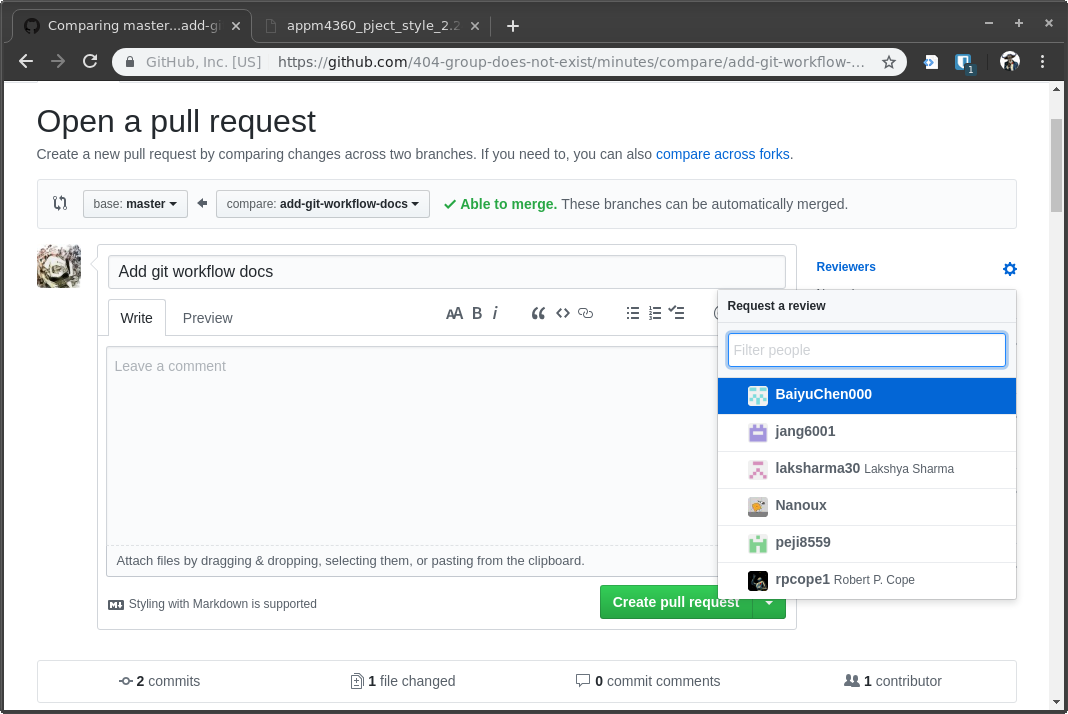 Comparing master...add-gi
appm4360_pject_style_2.2
GitHub, Inc. [US] https://github.com/404-group-does-not-exist/minutes/compare/add-git-workflow-...
1
Open a pull request
Create a new pull request by comparing changes across two branches. If you need to, you can also compare across forks.
base: master compare: add-git-workflow-docs Able to merge. These branches can be automatically merged.
Add git workflow docs
Reviewers
Write Preview
AA B i
Request a review
Filter people
Leave a comment
BaiyuChen000
jang6001
laksharma30 Lakshya Sharma
Nanoux
peji8559
rpcope1 Robert P. Cope
Attach files by dragging & dropping, selecting them, or pasting from the clipboard.
Styling with Markdown is supported
Create pull request
2 commits 1 file changed 0 commit comments 1 contributor